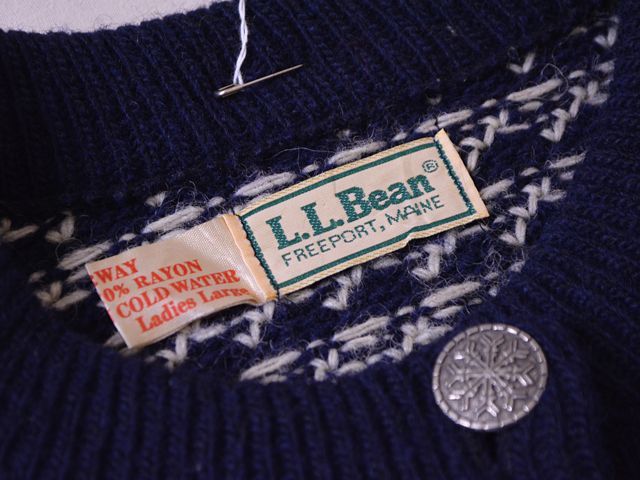 L.L.Bean®
FREEPORT, MAINE
WAY
0% RAYON
COLD WATER
Ladies Large